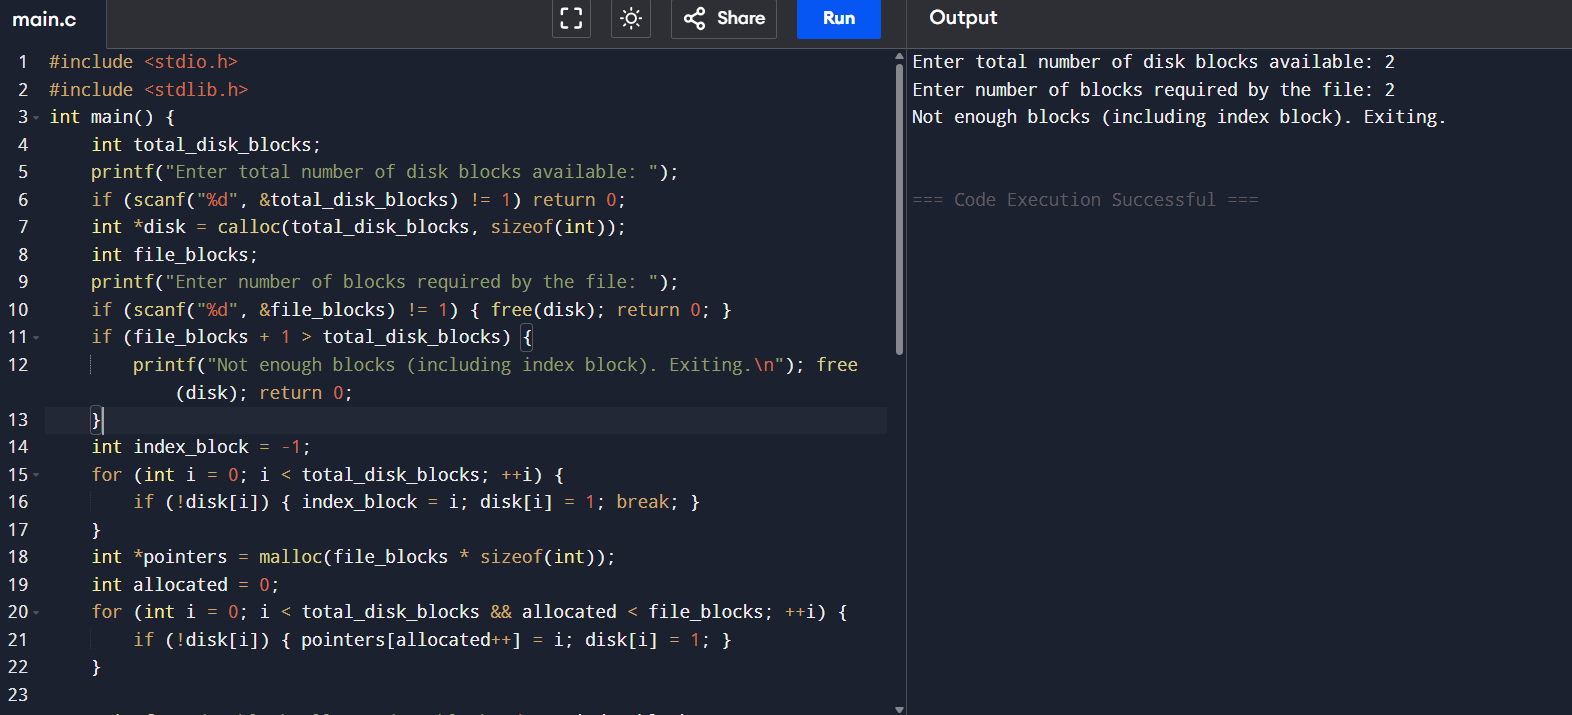 main.c
Share
Run
Output
1 #include <stdio.h>
2 #include <stdlib.h>
3 int main() {
4     int total_disk_blocks;
5     printf("Enter total number of disk blocks available: ");
6     if (scanf("%d", &total_disk_blocks) != 1) return 0;
7     int *disk = calloc(total_disk_blocks, sizeof(int));
8     int file_blocks;
9     printf("Enter number of blocks required by the file: ");
10     if (scanf("%d", &file_blocks) != 1) { free(disk); return 0; }
11     if (file_blocks + 1 > total_disk_blocks) {
12         printf("Not enough blocks (including index block). Exiting.\n"); free
(disk); return 0;
13     }
14     int index_block = -1;
15     for (int i = 0; i < total_disk_blocks; ++i) {
16         if (!disk[i]) { index_block = i; disk[i] = 1; break; }
17     }
18     int *pointers = malloc(file_blocks * sizeof(int));
19     int allocated = 0;
20     for (int i = 0; i < total_disk_blocks && allocated < file_blocks; ++i) {
21         if (!disk[i]) { pointers[allocated++] = i; disk[i] = 1; }
22     }
23
Enter total number of disk blocks available: 2
Enter number of blocks required by the file: 2
Not enough blocks (including index block). Exiting.
=== Code Execution Successful ===